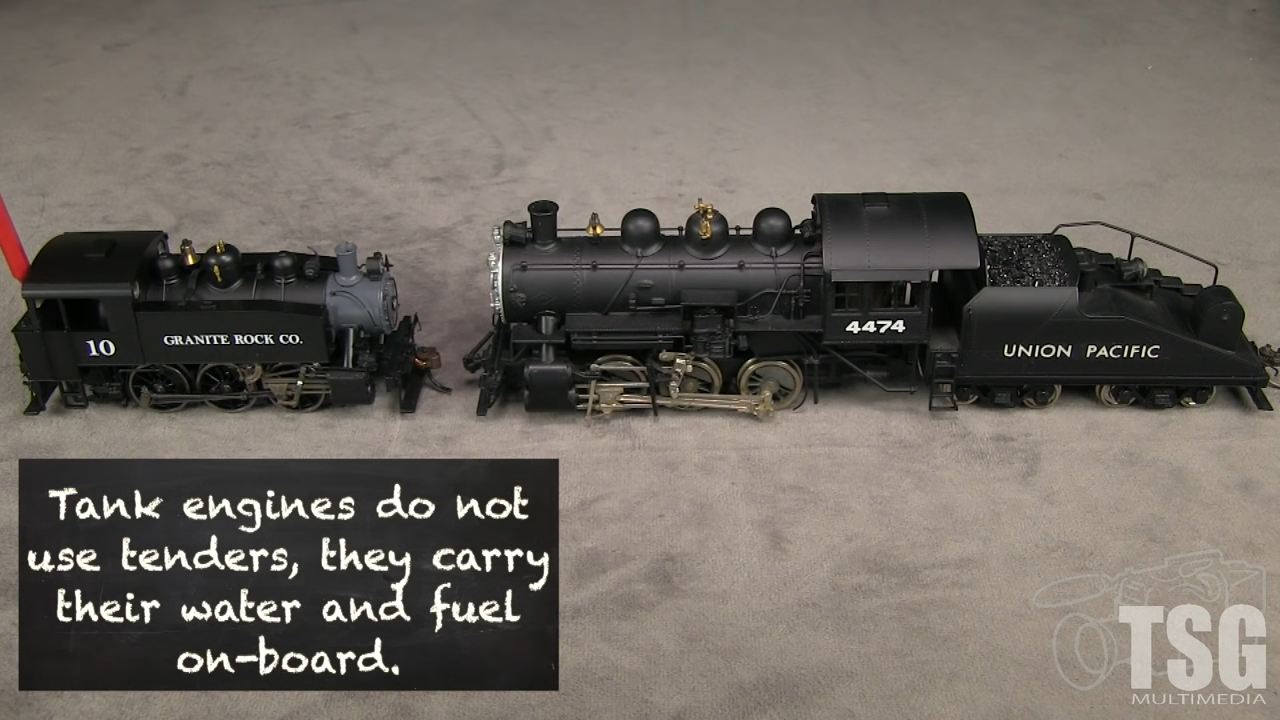 10
GRANITE ROCK CO.
4474
UNION PACIFIC
Tank engines do not
use tenders, they carry
their water and fuel
on-board.
TSG
MULTIMEDIA